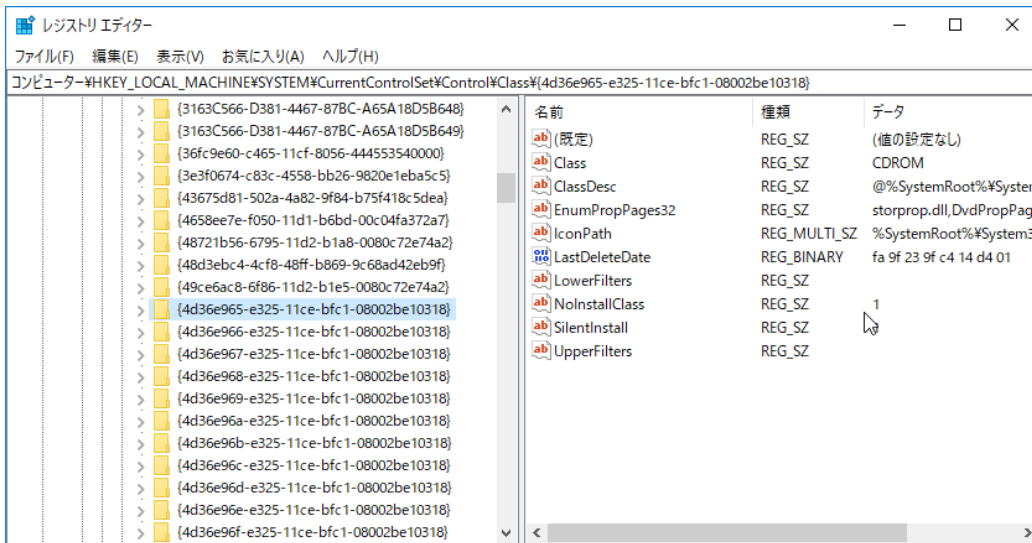 レジストリ エディター
ファイル(F) 編集(E) 表示(V) お気に入り(A) ヘルプ(H)
コンピューター¥HKEY_LOCAL_MACHINE¥SYSTEM¥CurrentControlSet¥Control¥Class¥{4d36e965-e325-11ce-bfc1-08002be10318}
{3163C566-D381-4467-87BC-A65A18D5B648}
{3163C566-D381-4467-87BC-A65A18D5B649}
{36fc9e60-c465-11cf-8056-444553540000}
{3e3f0674-c83c-4558-bb26-9820e1eba5c5}
{43675d81-502a-4a82-9f84-b75f418c5dea}
{4658ee7e-f050-11d1-b6bd-00c04fa372a7}
{48721b56-6795-11d2-b1a8-0080c72e74a2}
{48d3ebc4-4cf8-48ff-b869-9c68ad42eb9f}
{49ce6ac8-6f86-11d2-b1e5-0080c72e74a2}
{4d36e965-e325-11ce-bfc1-08002be10318}
{4d36e966-e325-11ce-bfc1-08002be10318}
{4d36e967-e325-11ce-bfc1-08002be10318}
{4d36e968-e325-11ce-bfc1-08002be10318}
{4d36e969-e325-11ce-bfc1-08002be10318}
{4d36e96a-e325-11ce-bfc1-08002be10318}
{4d36e96b-e325-11ce-bfc1-08002be10318}
{4d36e96c-e325-11ce-bfc1-08002be10318}
{4d36e96d-e325-11ce-bfc1-08002be10318}
{4d36e96e-e325-11ce-bfc1-08002be10318}
{4d36e96f-e325-11ce-bfc1-08002be10318}
名前 種類 データ
(既定) REG_SZ (値の設定なし)
Class REG_SZ CDROM
ClassDesc REG_SZ @%SystemRoot%¥System
EnumPropPages32 REG_SZ storprop.dll,DvdPropPag
IconPath REG_MULTI_SZ %SystemRoot%¥System3
LastDeleteDate REG_BINARY fa 9f 23 9f c4 14 d4 01
LowerFilters REG_SZ
NoInstallClass REG_SZ 1
SilentInstall REG_SZ
UpperFilters REG_SZ